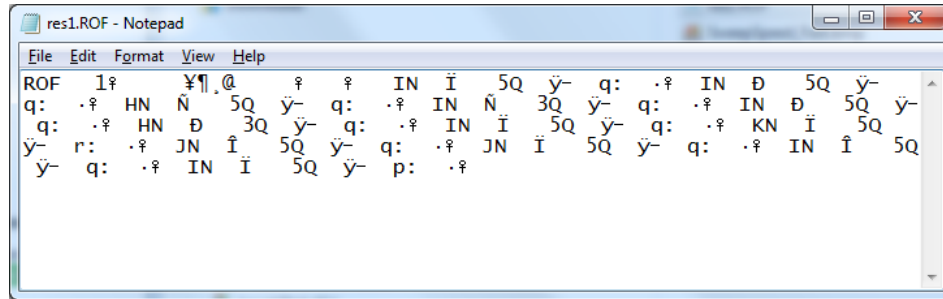 res1.ROF - Notepad
File Edit Format View Help
ROF 1♀ ¥¶¸@ ♀ ♀ IN Ï 5Q ÿ– q: ·♀ IN Ð 5Q ÿ–
q: ·♀ HN Ñ 5Q ÿ– q: ·♀ IN Ñ 3Q ÿ– q: ·♀ IN Ð 5Q ÿ–
q: ·♀ HN Ð 3Q ÿ– q: ·♀ IN Ï 5Q ÿ– q: ·♀ KN Ï 5Q
ÿ– r: ·♀ JN Î 5Q ÿ– q: ·♀ JN Ï 5Q ÿ– q: ·♀ IN Î 5Q
ÿ– q: ·♀ IN Ï 5Q ÿ– p: ·♀